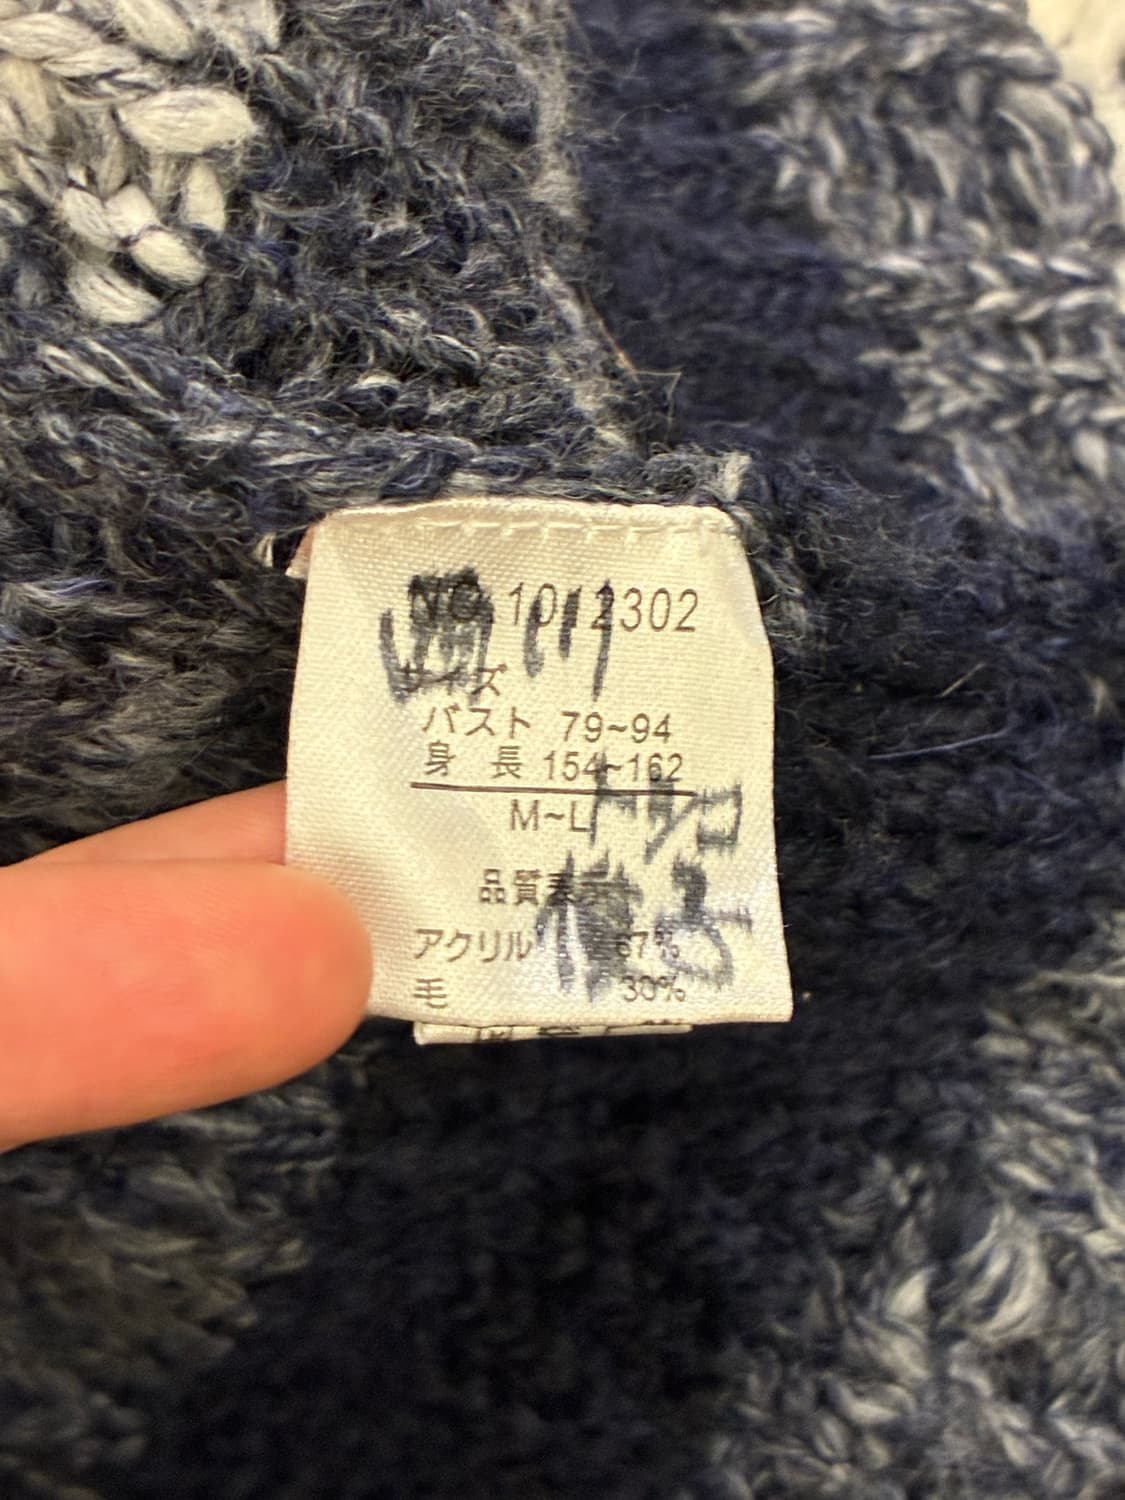 NO. 1012302
サイズ
バスト 79~94
身長 154~162
M~L
品質表示
アクリル 67%
毛 30%